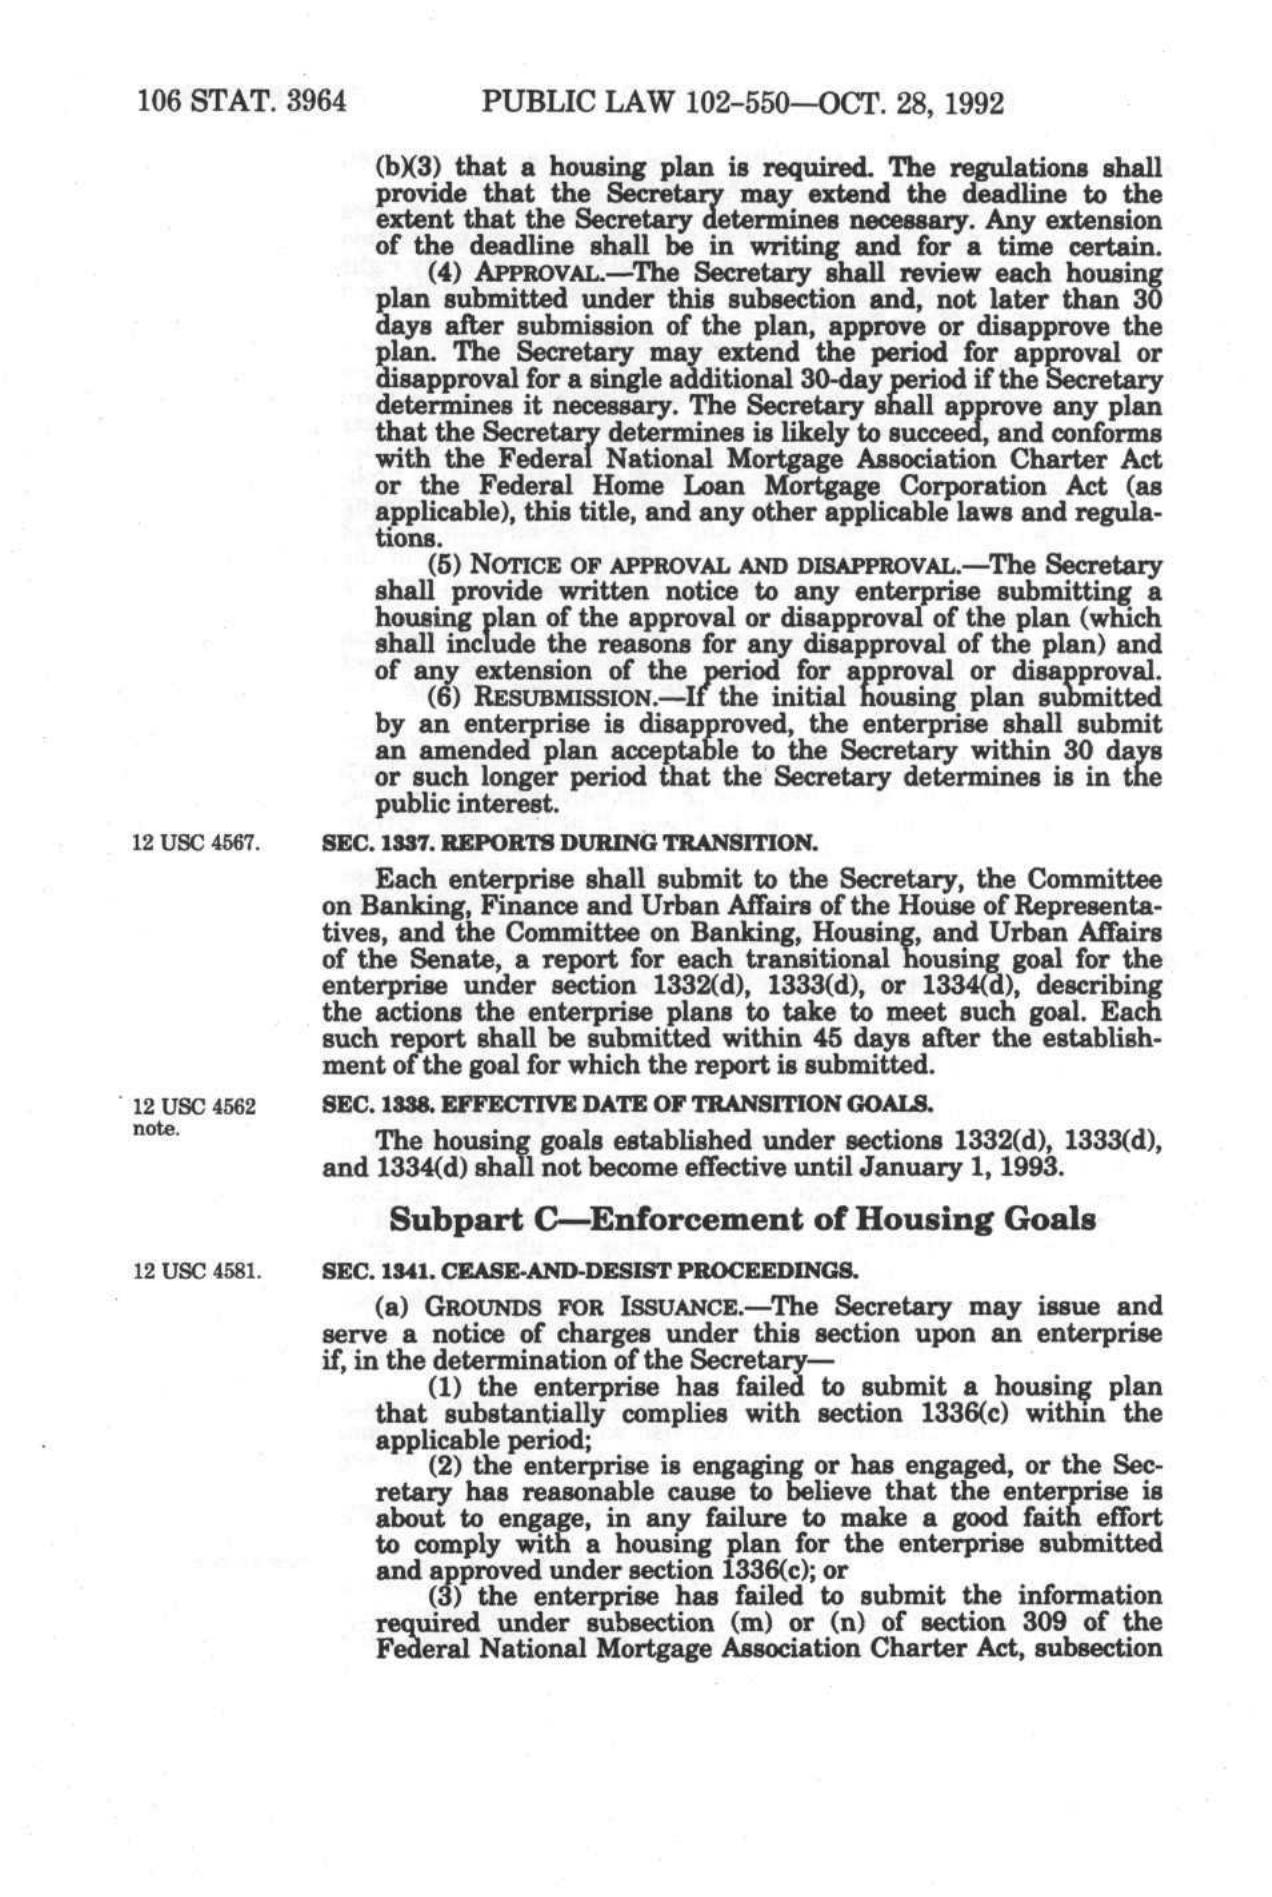 106 STAT. 3964 PUBLIC LAW 102–550—OCT. 28, 1992
(b)(3) that a housing plan is required. The regulations shall
provide that the Secretary may extend the deadline to the
extent that the Secretary determines necessary. Any extension
of the deadline shall be in writing and for a time certain.
(4) APPROVAL.—The Secretary shall review each housing
plan submitted under this subsection and, not later than 30
days after submission of the plan, approve or disapprove the
plan. The Secretary may extend the period for approval or
disapproval for a single additional 30-day period if the Secretary
determines it necessary. The Secretary shall approve any plan
that the Secretary determines is likely to succeed, and conforms
with the Federal National Mortgage Association Charter Act
or the Federal Home Loan Mortgage Corporation Act (as
applicable), this title, and any other applicable laws and regula-
tions.
(5) NOTICE OF APPROVAL AND DISAPPROVAL.—The Secretary
shall provide written notice to any enterprise submitting a
housing plan of the approval or disapproval of the plan (which
shall include the reasons for any disapproval of the plan) and
of any extension of the period for approval or disapproval.
(6) RESUBMISSION.—If the initial housing plan submitted
by an enterprise is disapproved, the enterprise shall submit
an amended plan acceptable to the Secretary within 30 days
or such longer period that the Secretary determines is in the
public interest.
12 USC 4567. SEC. 1337. REPORTS DURING TRANSITION.
Each enterprise shall submit to the Secretary, the Committee
on Banking, Finance and Urban Affairs of the House of Representa-
tives, and the Committee on Banking, Housing, and Urban Affairs
of the Senate, a report for each transitional housing goal for the
enterprise under section 1332(d), 1333(d), or 1334(d), describing
the actions the enterprise plans to take to meet such goal. Each
such report shall be submitted within 45 days after the establish-
ment of the goal for which the report is submitted.
12 USC 4562 SEC. 1338. EFFECTIVE DATE OF TRANSITION GOALS.
note.
The housing goals established under sections 1332(d), 1333(d),
and 1334(d) shall not become effective until January 1, 1993.
Subpart C—Enforcement of Housing Goals
12 USC 4581. SEC. 1341. CEASE-AND-DESIST PROCEEDINGS.
(a) GROUNDS FOR ISSUANCE.—The Secretary may issue and
serve a notice of charges under this section upon an enterprise
if, in the determination of the Secretary—
(1) the enterprise has failed to submit a housing plan
that substantially complies with section 1336(c) within the
applicable period;
(2) the enterprise is engaging or has engaged, or the Sec-
retary has reasonable cause to believe that the enterprise is
about to engage, in any failure to make a good faith effort
to comply with a housing plan for the enterprise submitted
and approved under section 1336(c); or
(3) the enterprise has failed to submit the information
required under subsection (m) or (n) of section 309 of the
Federal National Mortgage Association Charter Act, subsection